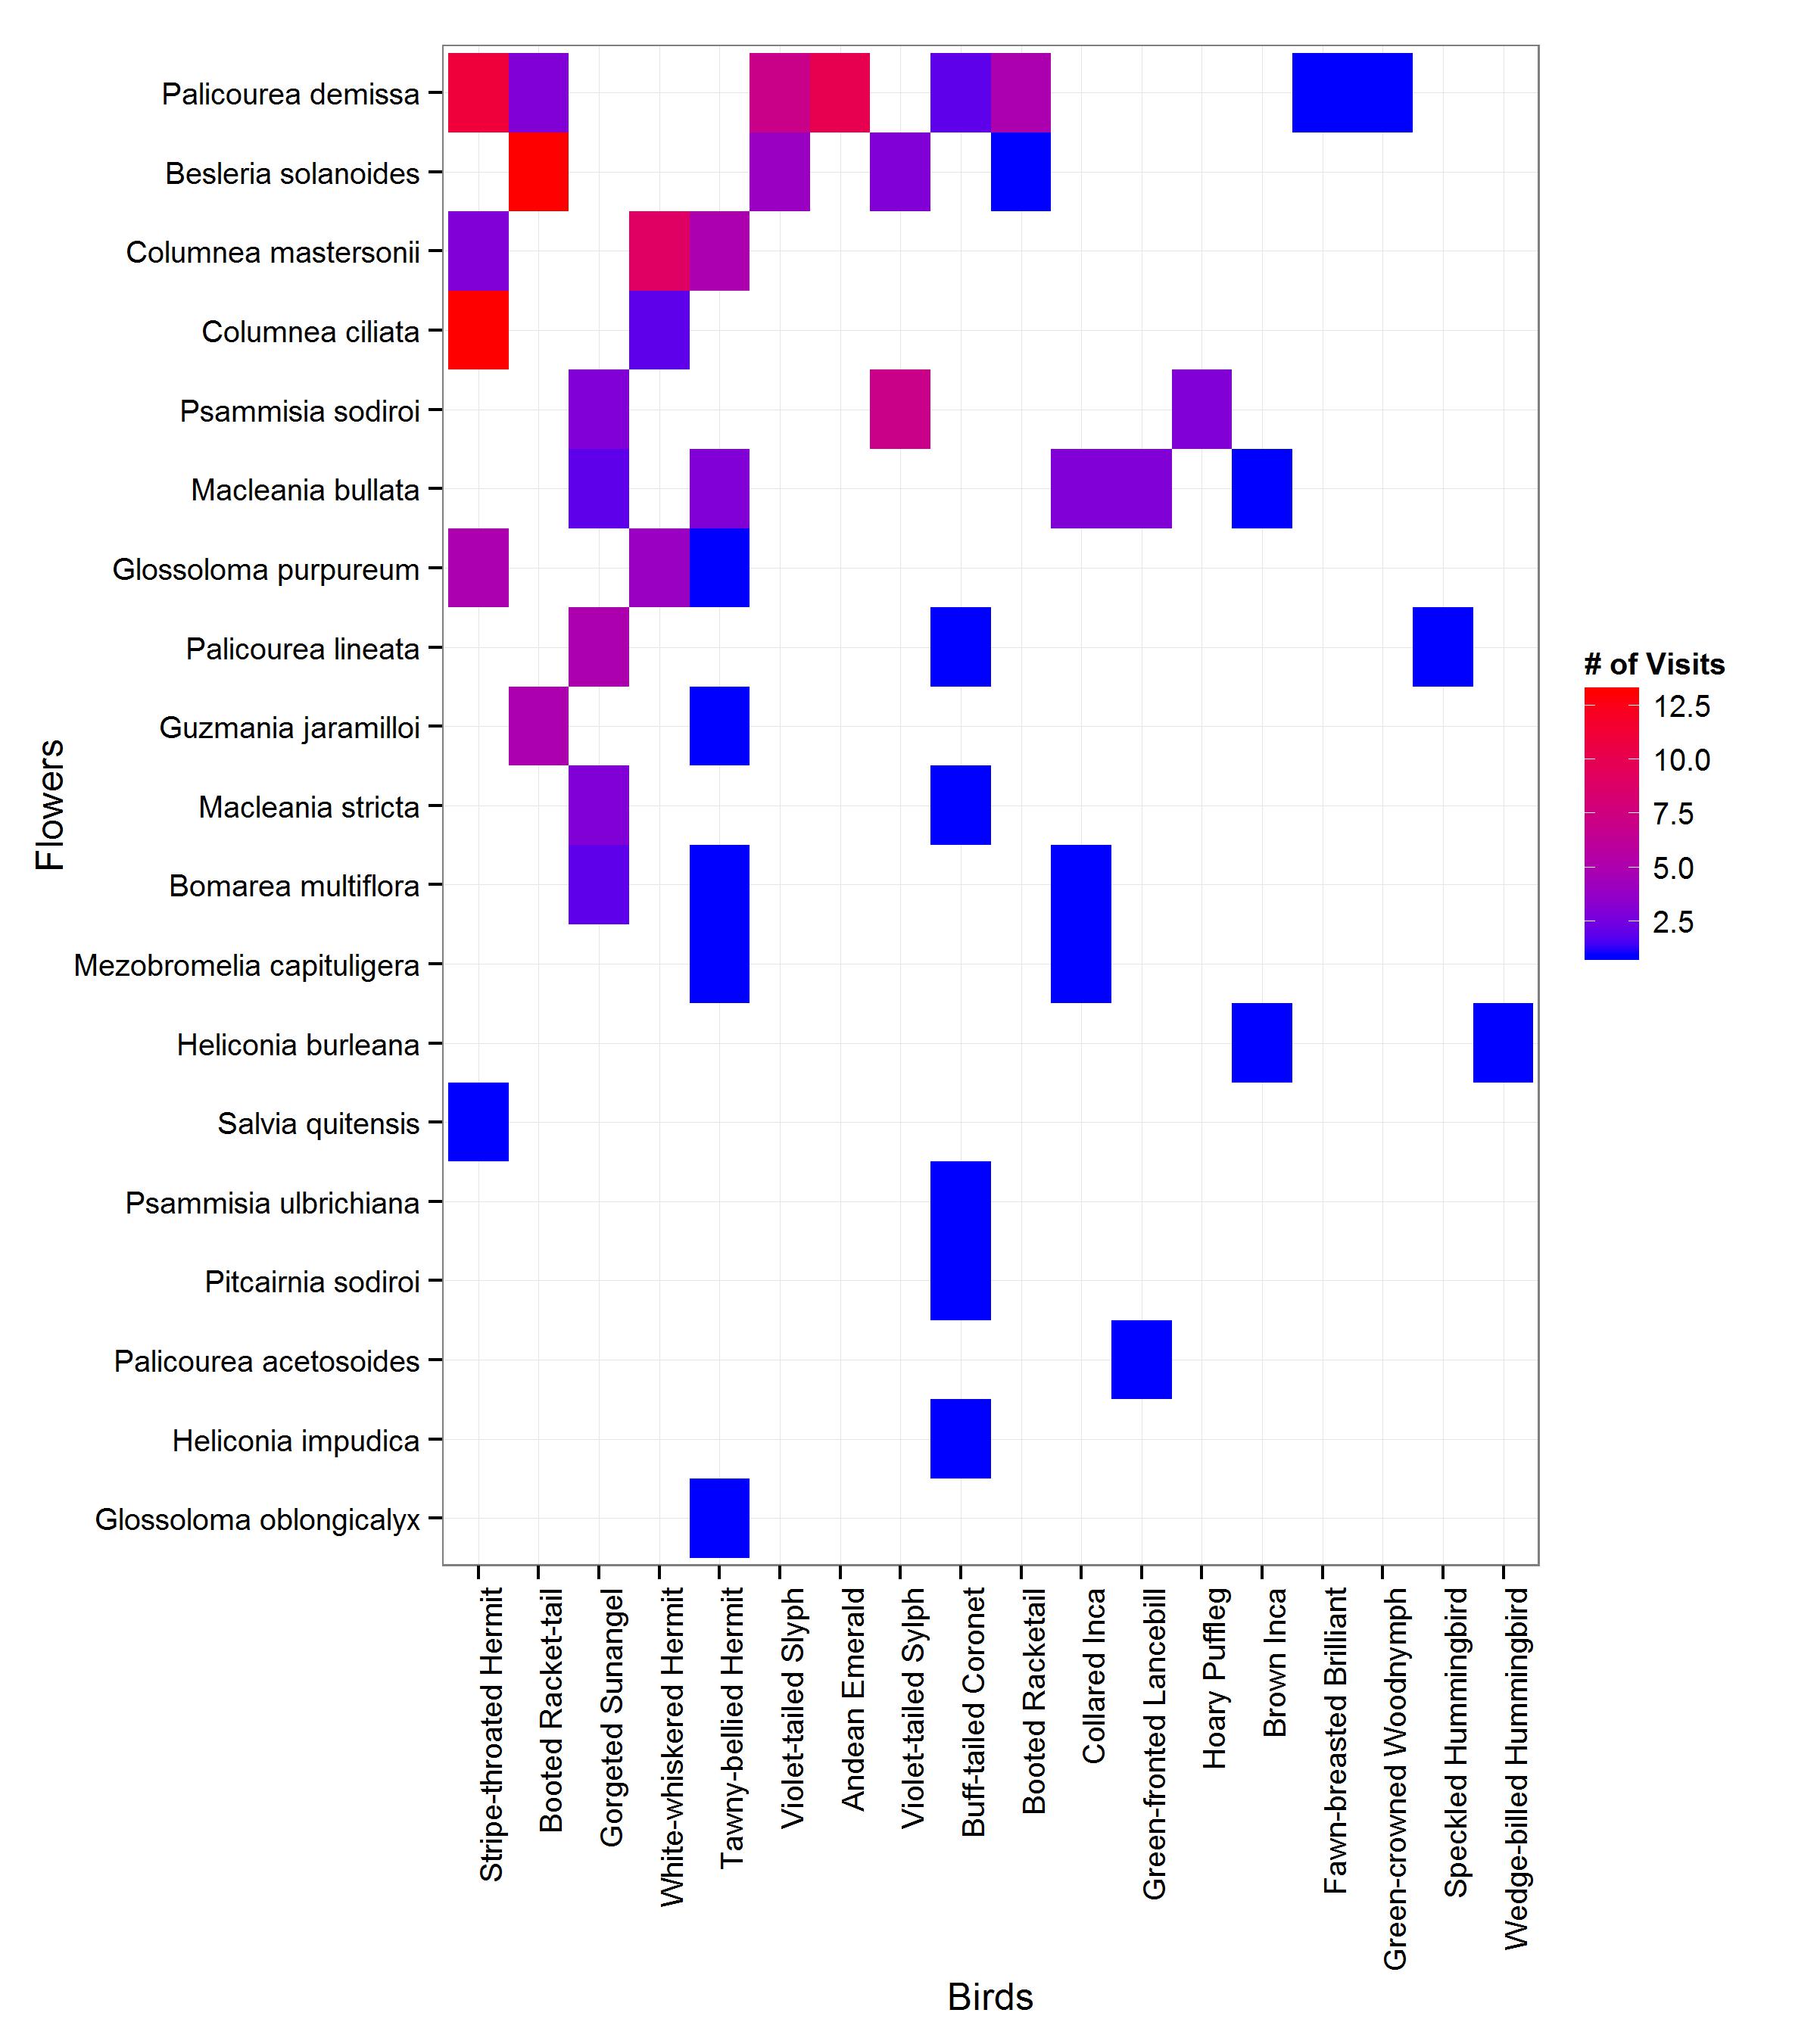 Palicourea demissa
Besleria solanoides
Columnea mastersonii
Columnea ciliata
Psammisia sodiroi
Macleania bullata
Glossoloma purpureum
Palicourea lineata
Guzmania jaramilloi
Macleania stricta
Bomarea multiflora
Mezobromelia capituligera
Heliconia burleana
Salvia quitensis
Psammisia ulbrichiana
Pitcairnia sodiroi
Palicourea acetosoides
Heliconia impudica
Glossoloma oblongicalyx
Flowers
# of Visits
12.5
10.0
7.5
5.0
2.5
Stripe-throated Hermit
Booted Racket-tail
Gorgeted Sunangel
White-whiskered Hermit
Tawny-bellied Hermit
Violet-tailed Slyph
Andean Emerald
Violet-tailed Sylph
Buff-tailed Coronet
Booted Racketail
Collared Inca
Green-fronted Lancebill
Hoary Puffleg
Brown Inca
Fawn-breasted Brilliant
Green-crowned Woodnymph
Speckled Hummingbird
Wedge-billed Hummingbird
Birds